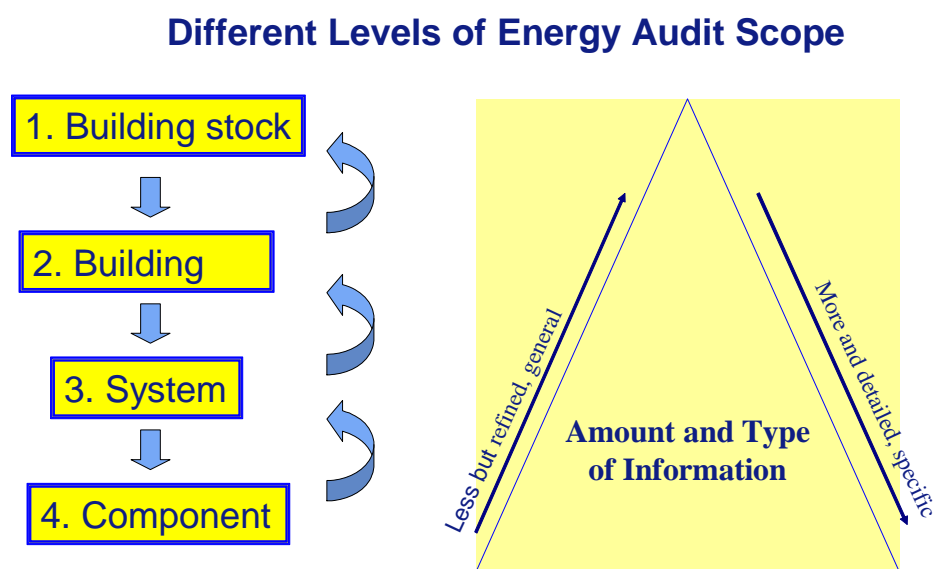 Different Levels of Energy Audit Scope
1. Building stock
2. Building
3. System
4. Component
Less but refined, general
More and detailed, specific
Amount and Type
of Information